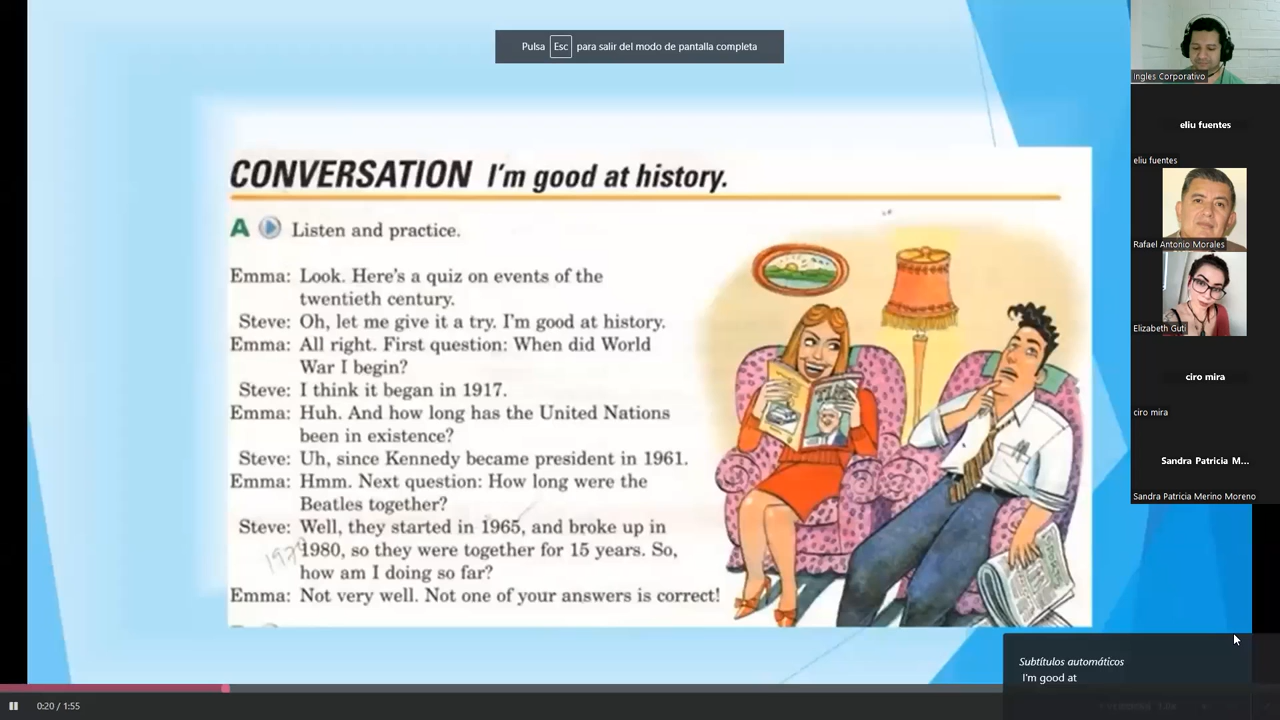 Pulsa Esc para salir del modo de pantalla completa
ingles Corporativo
eliu fuentes
eliu fuentes
Rafael Antonio Morales
Elizabeth Guti
ciro mira
ciro mira
Sandra Patricia M...
Sandra Patricia Merino Moreno
CONVERSATION I'm good at history.
A Listen and practice.
Emma: Look. Here's a quiz on events of the
twentieth century.
Steve: Oh, let me give it a try. I'm good at history.
Emma: All right. First question: When did World
War I begin?
Steve: I think it began in 1917.
Emma: Huh. And how long has the United Nations
been in existence?
Steve: Uh, since Kennedy became president in 1961.
Emma: Hmm. Next question: How long were the
Beatles together?
Steve: Well, they started in 1965, and broke up in
1980, so they were together for 15 years. So,
how am I doing so far?
Emma: Not very well. Not one of your answers is correct!
Subtítulos automáticos
I'm good at
0:20 / 1:55